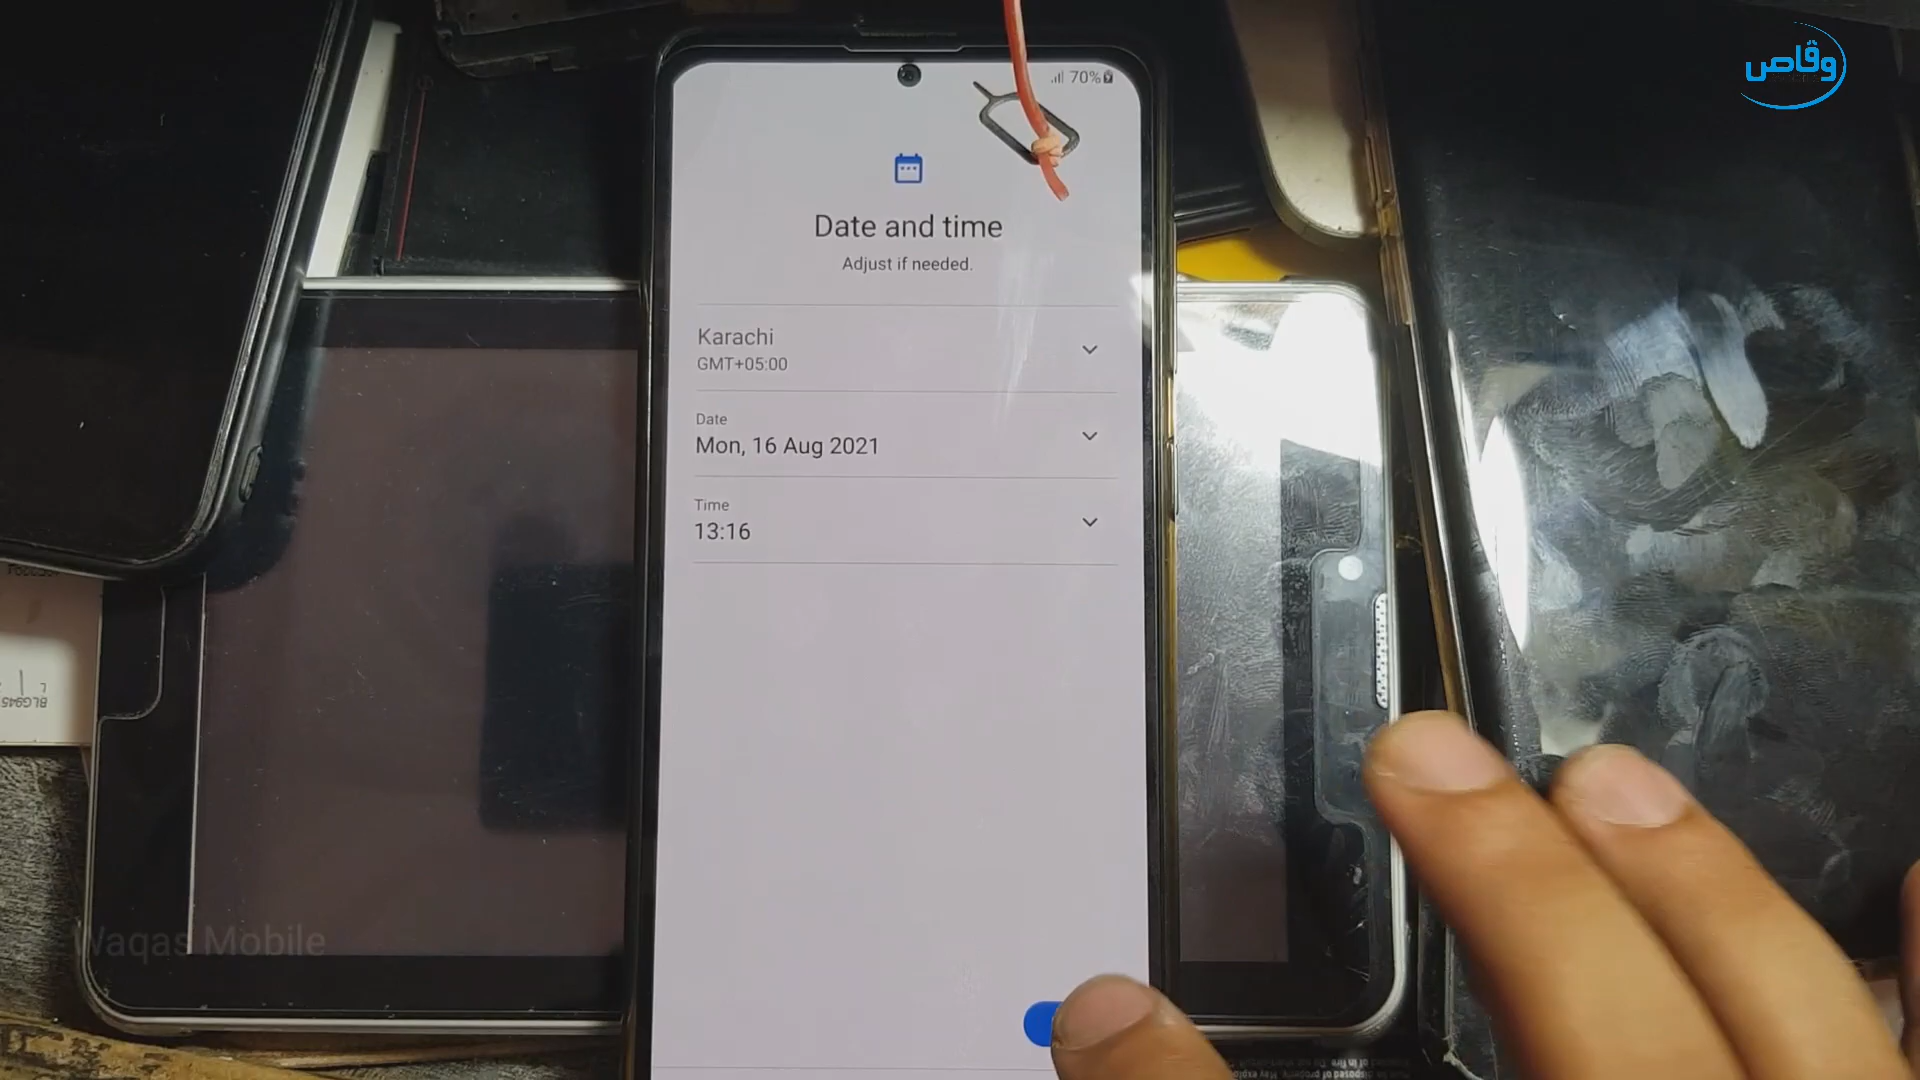 وقاص
70%
Date and time
Adjust if needed.
Karachi
GMT+05:00
Date
Mon, 16 Aug 2021
Time
13:16
BLG945
Waqas Mobile